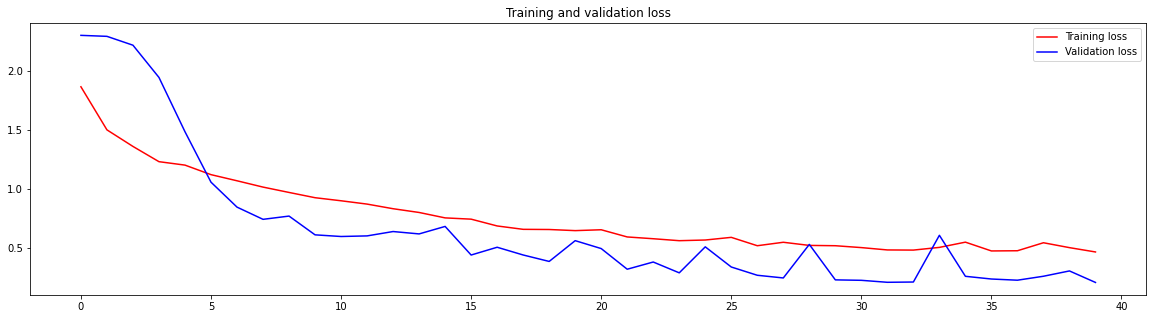 Training and validation loss
Training loss
Validation loss
2.0
1.5
1.0
0.5
0 5 10 15 20 25 30 35 40